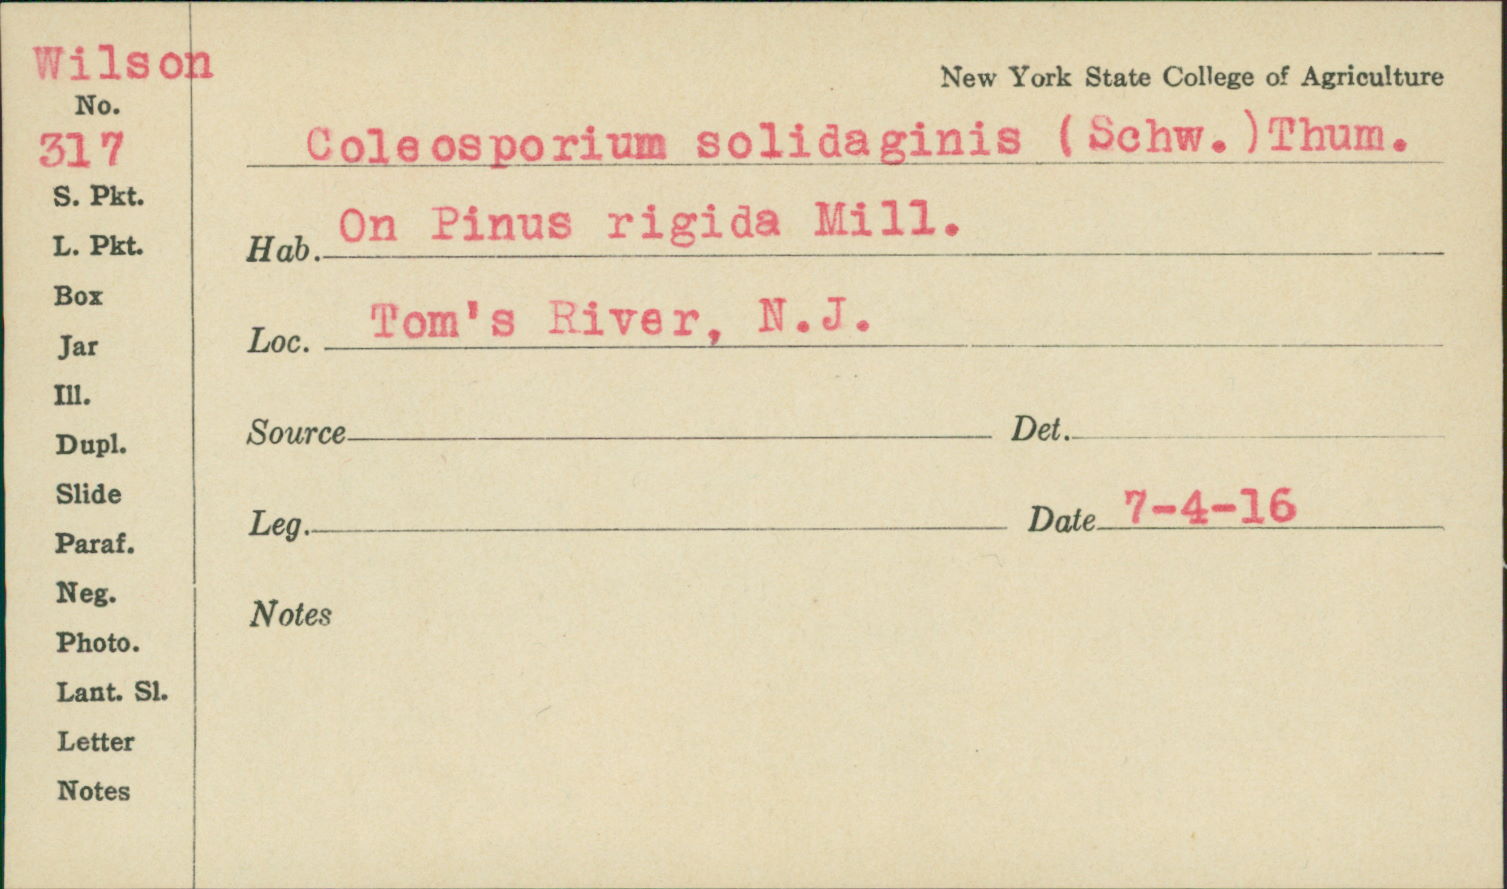 Wilson
New York State College of Agriculture
No.
317
Coleosporium solidaginis (Schw.)Thum.
S. Pkt.
Hab. On Pinus rigida Mill.
L. Pkt.
Box
Loc. Tom's River, N.J.
Jar
Ill.
Source Det.
Dupl.
Slide
Leg. Date 7-4-16
Paraf.
Neg.
Notes
Photo.
Lant. Sl.
Letter
Notes